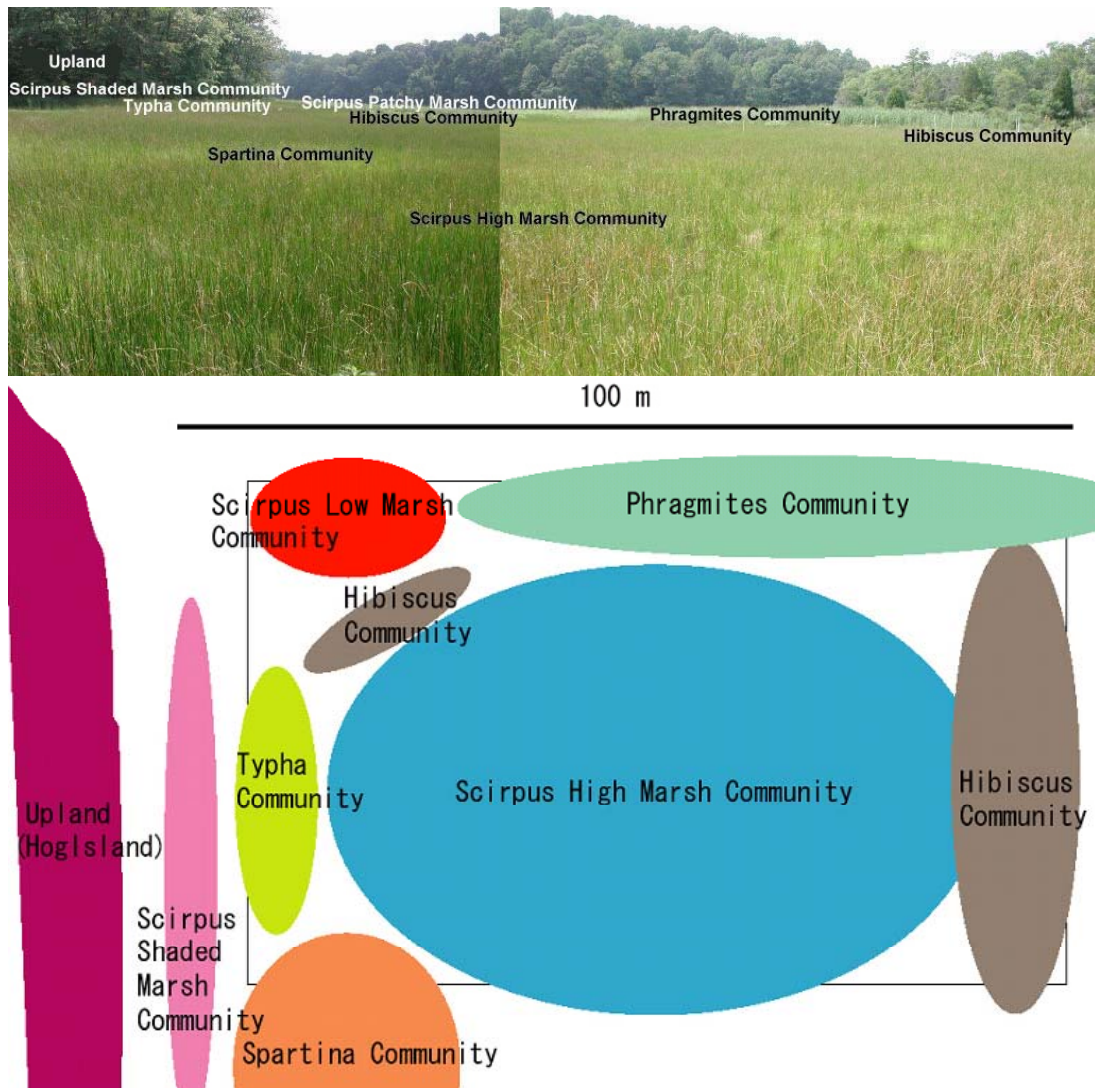 Upland
Scirpus Shaded Marsh Community
Typha Community
Scirpus Patchy Marsh Community
Hibiscus Community
Phragmites Community
Hibiscus Community
Spartina Community
Scirpus High Marsh Community
100 m
Scirpus Low Marsh
Community
Phragmites Community
Hibiscus
Community
Typha
Community
Scirpus High Marsh Community
Hibiscus
Community
Upland
(HogIsland)
Scirpus
Shaded
Marsh
Community
Spartina Community